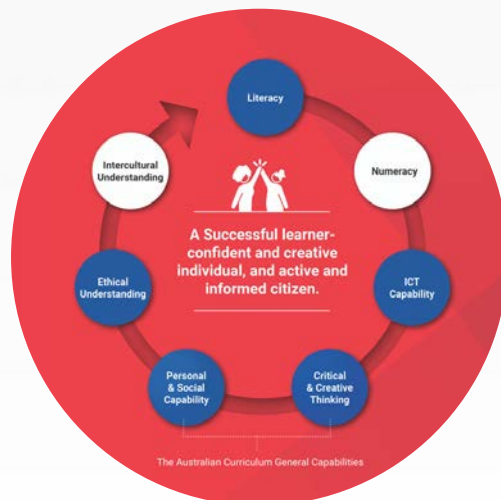 Literacy
Numeracy
ICT
Capability
Critical
& Creative
Thinking
Personal
& Social
Capability
Ethical
Understanding
Intercultural
Understanding
A Successful learner-
confident and creative
individual, and active and
informed citizen.
The Australian Curriculum General Capabilities